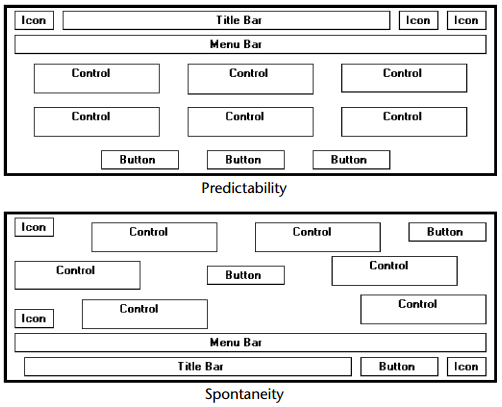 Icon Title Bar Icon Icon
Menu Bar
Control Control Control
Control Control Control
Button Button Button
Predictability
Icon Control Control Button
Control Button Control
Icon Control Control
Menu Bar
Title Bar Button Icon
Spontaneity